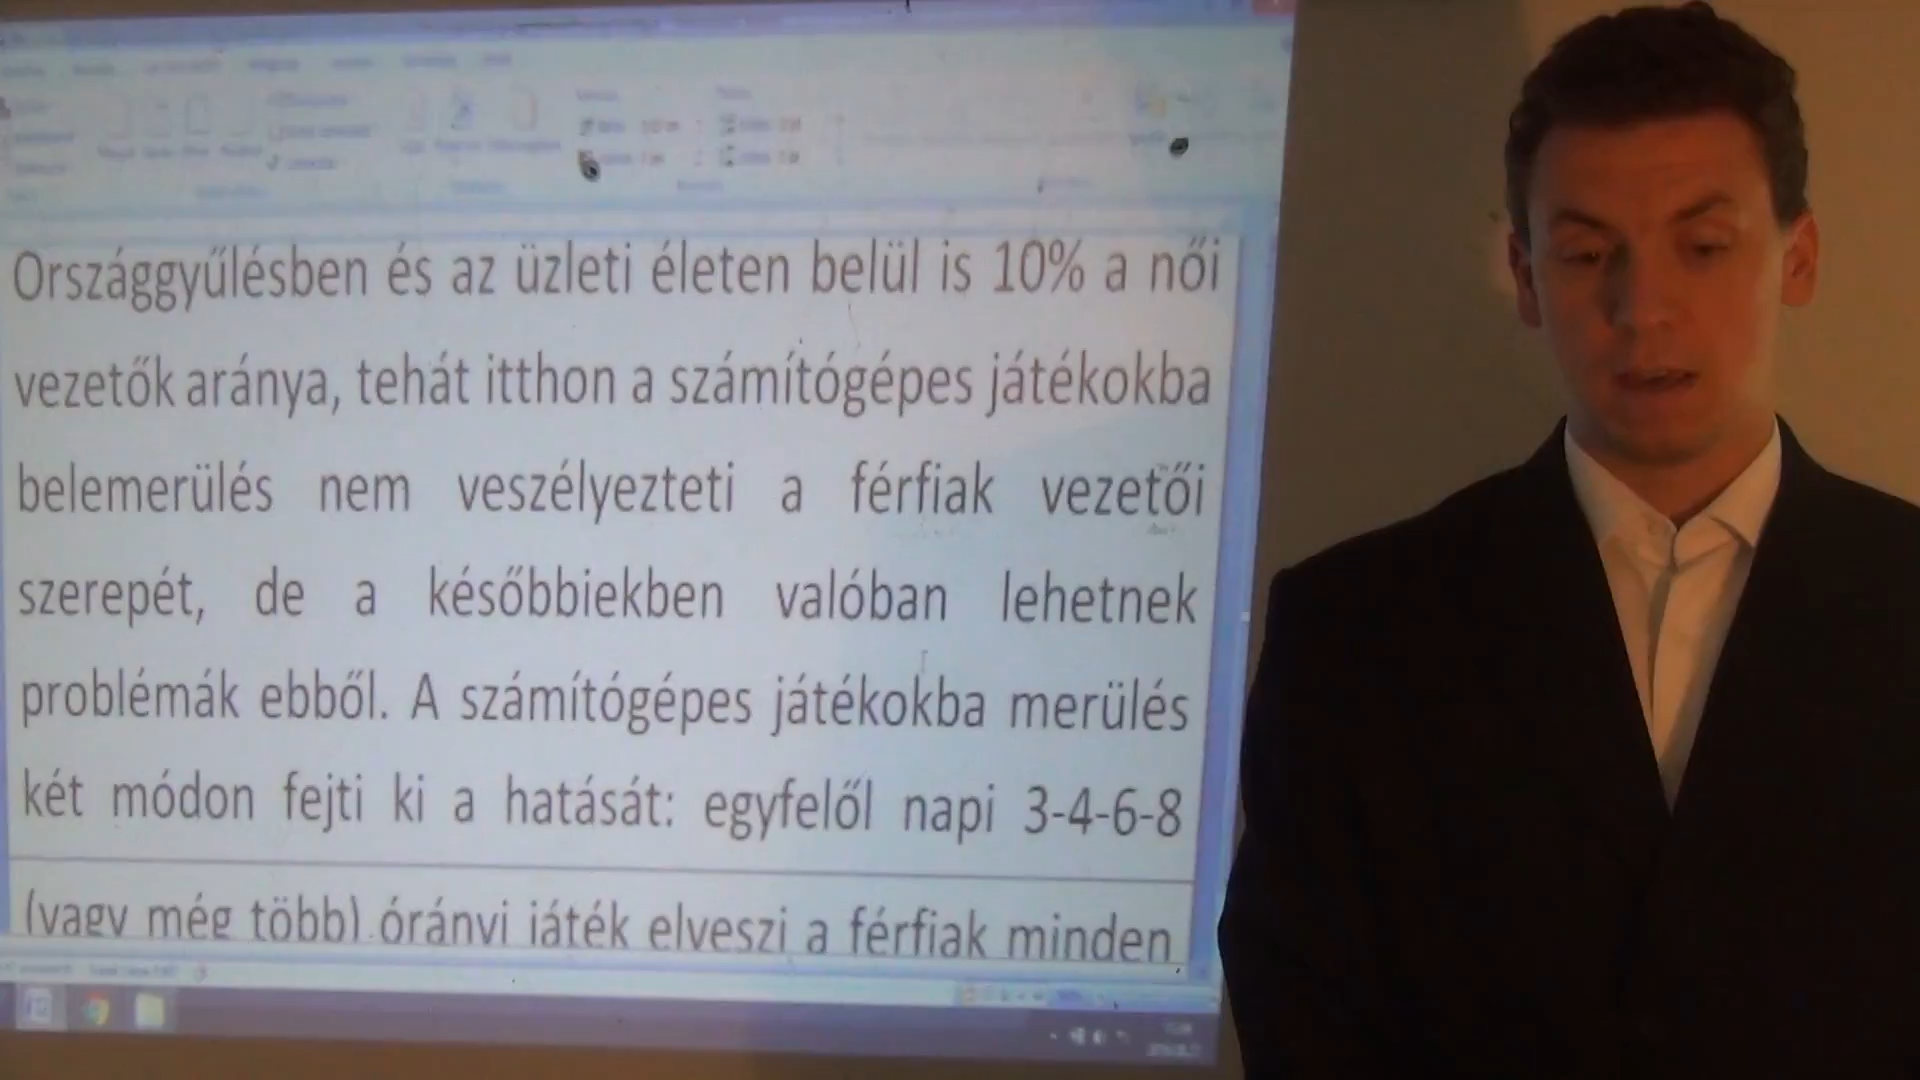 Országgyűlésben és az üzleti életen belül is 10% a női
vezetők aránya, tehát itthon a számítógépes játékokba
belemerülés nem veszélyezteti a férfiak vezetői
szerepét, de a későbbiekben valóban lehetnek
problémák ebből. A számítógépes játékokba merülés
két módon fejti ki a hatását: egyfelől napi 3-4-6-8
(vagy még több) órányi játék elveszi a férfiak minden